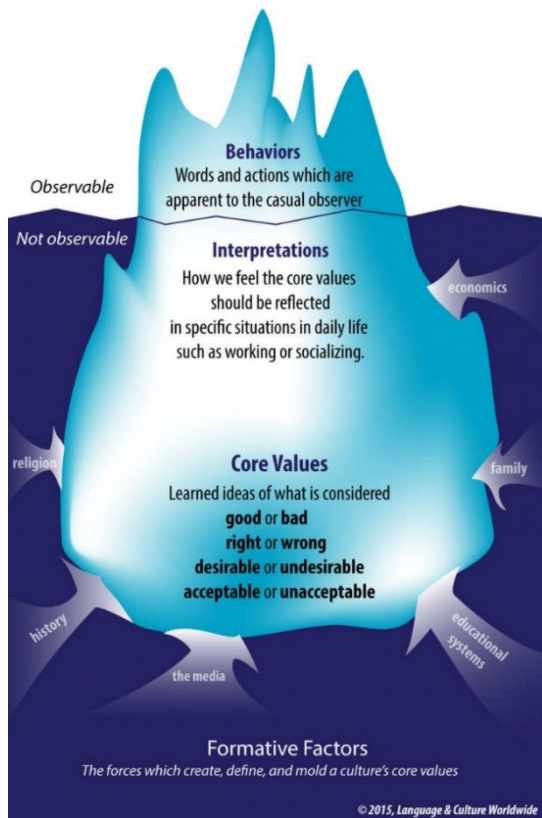 Behaviors
Words and actions which are
apparent to the casual observer
Observable
Not observable
Interpretations
How we feel the core values
should be reflected
in specific situations in daily life
such as working or socializing.
economics
religion
family
Core Values
Learned ideas of what is considered
good or bad
right or wrong
desirable or undesirable
acceptable or unacceptable
history
the media
educational
systems
Formative Factors
The forces which create, define, and mold a culture's core values
© 2015, Language & Culture Worldwide